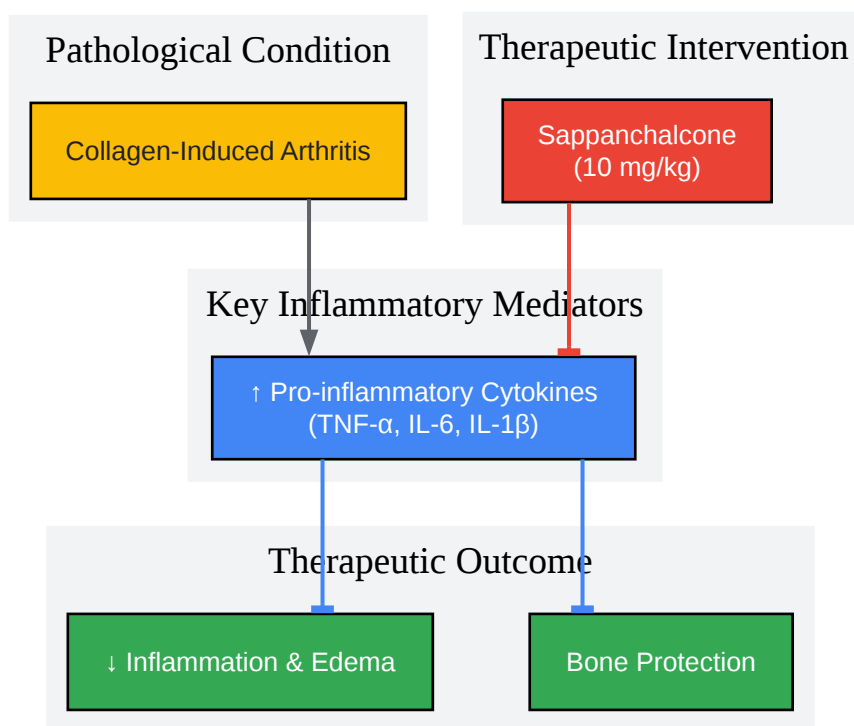 Pathological Condition
Collagen-Induced Arthritis
Therapeutic Intervention
Sappanchalcone
(10 mg/kg)
Key Inflammatory Mediators
↑ Pro-inflammatory Cytokines
(TNF-α, IL-6, IL-1β)
Therapeutic Outcome
↓ Inflammation & Edema
Bone Protection